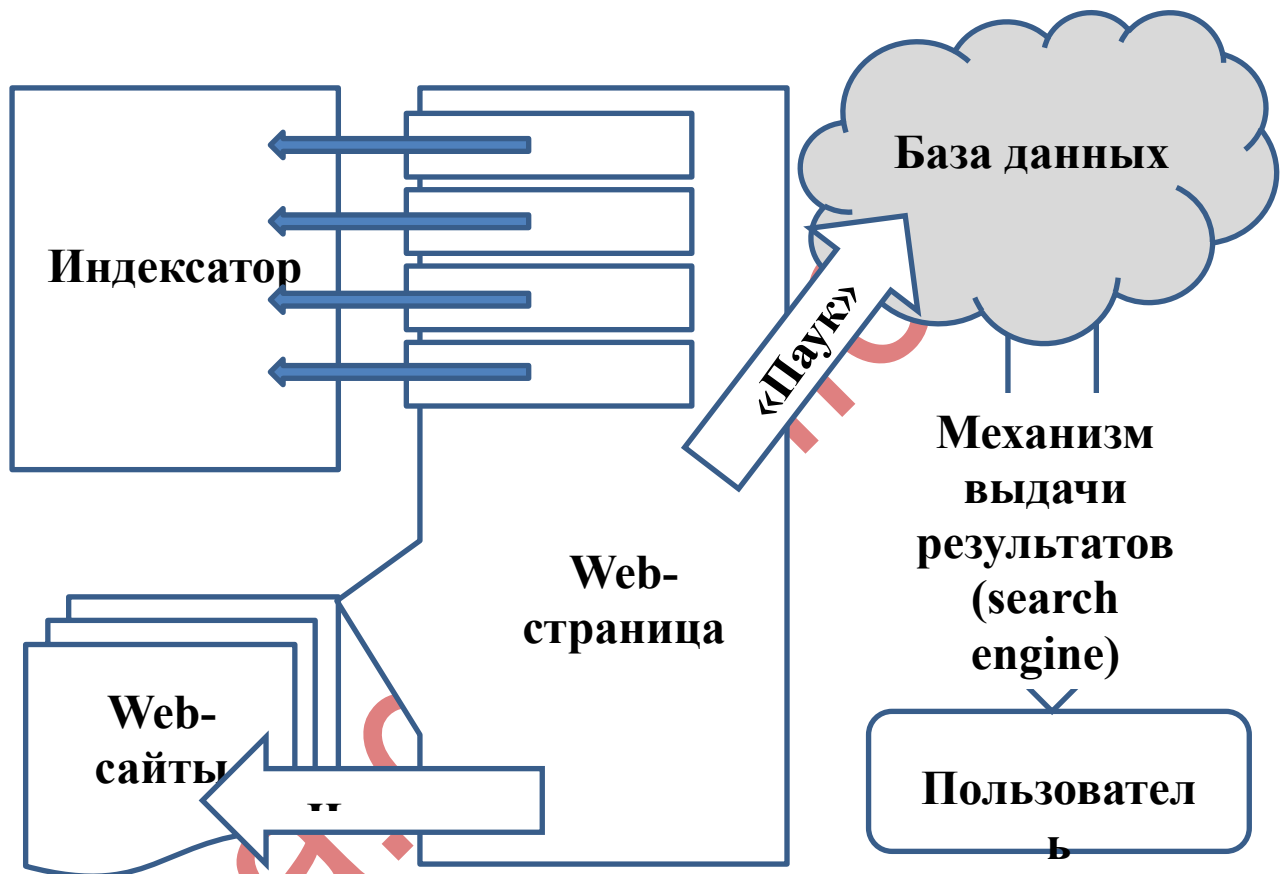 Индексатор
База данных
«Паук»
Механизм
выдачи
результатов
(search
engine)
Web-
страница
Web-
сайты
Пользовател
ь